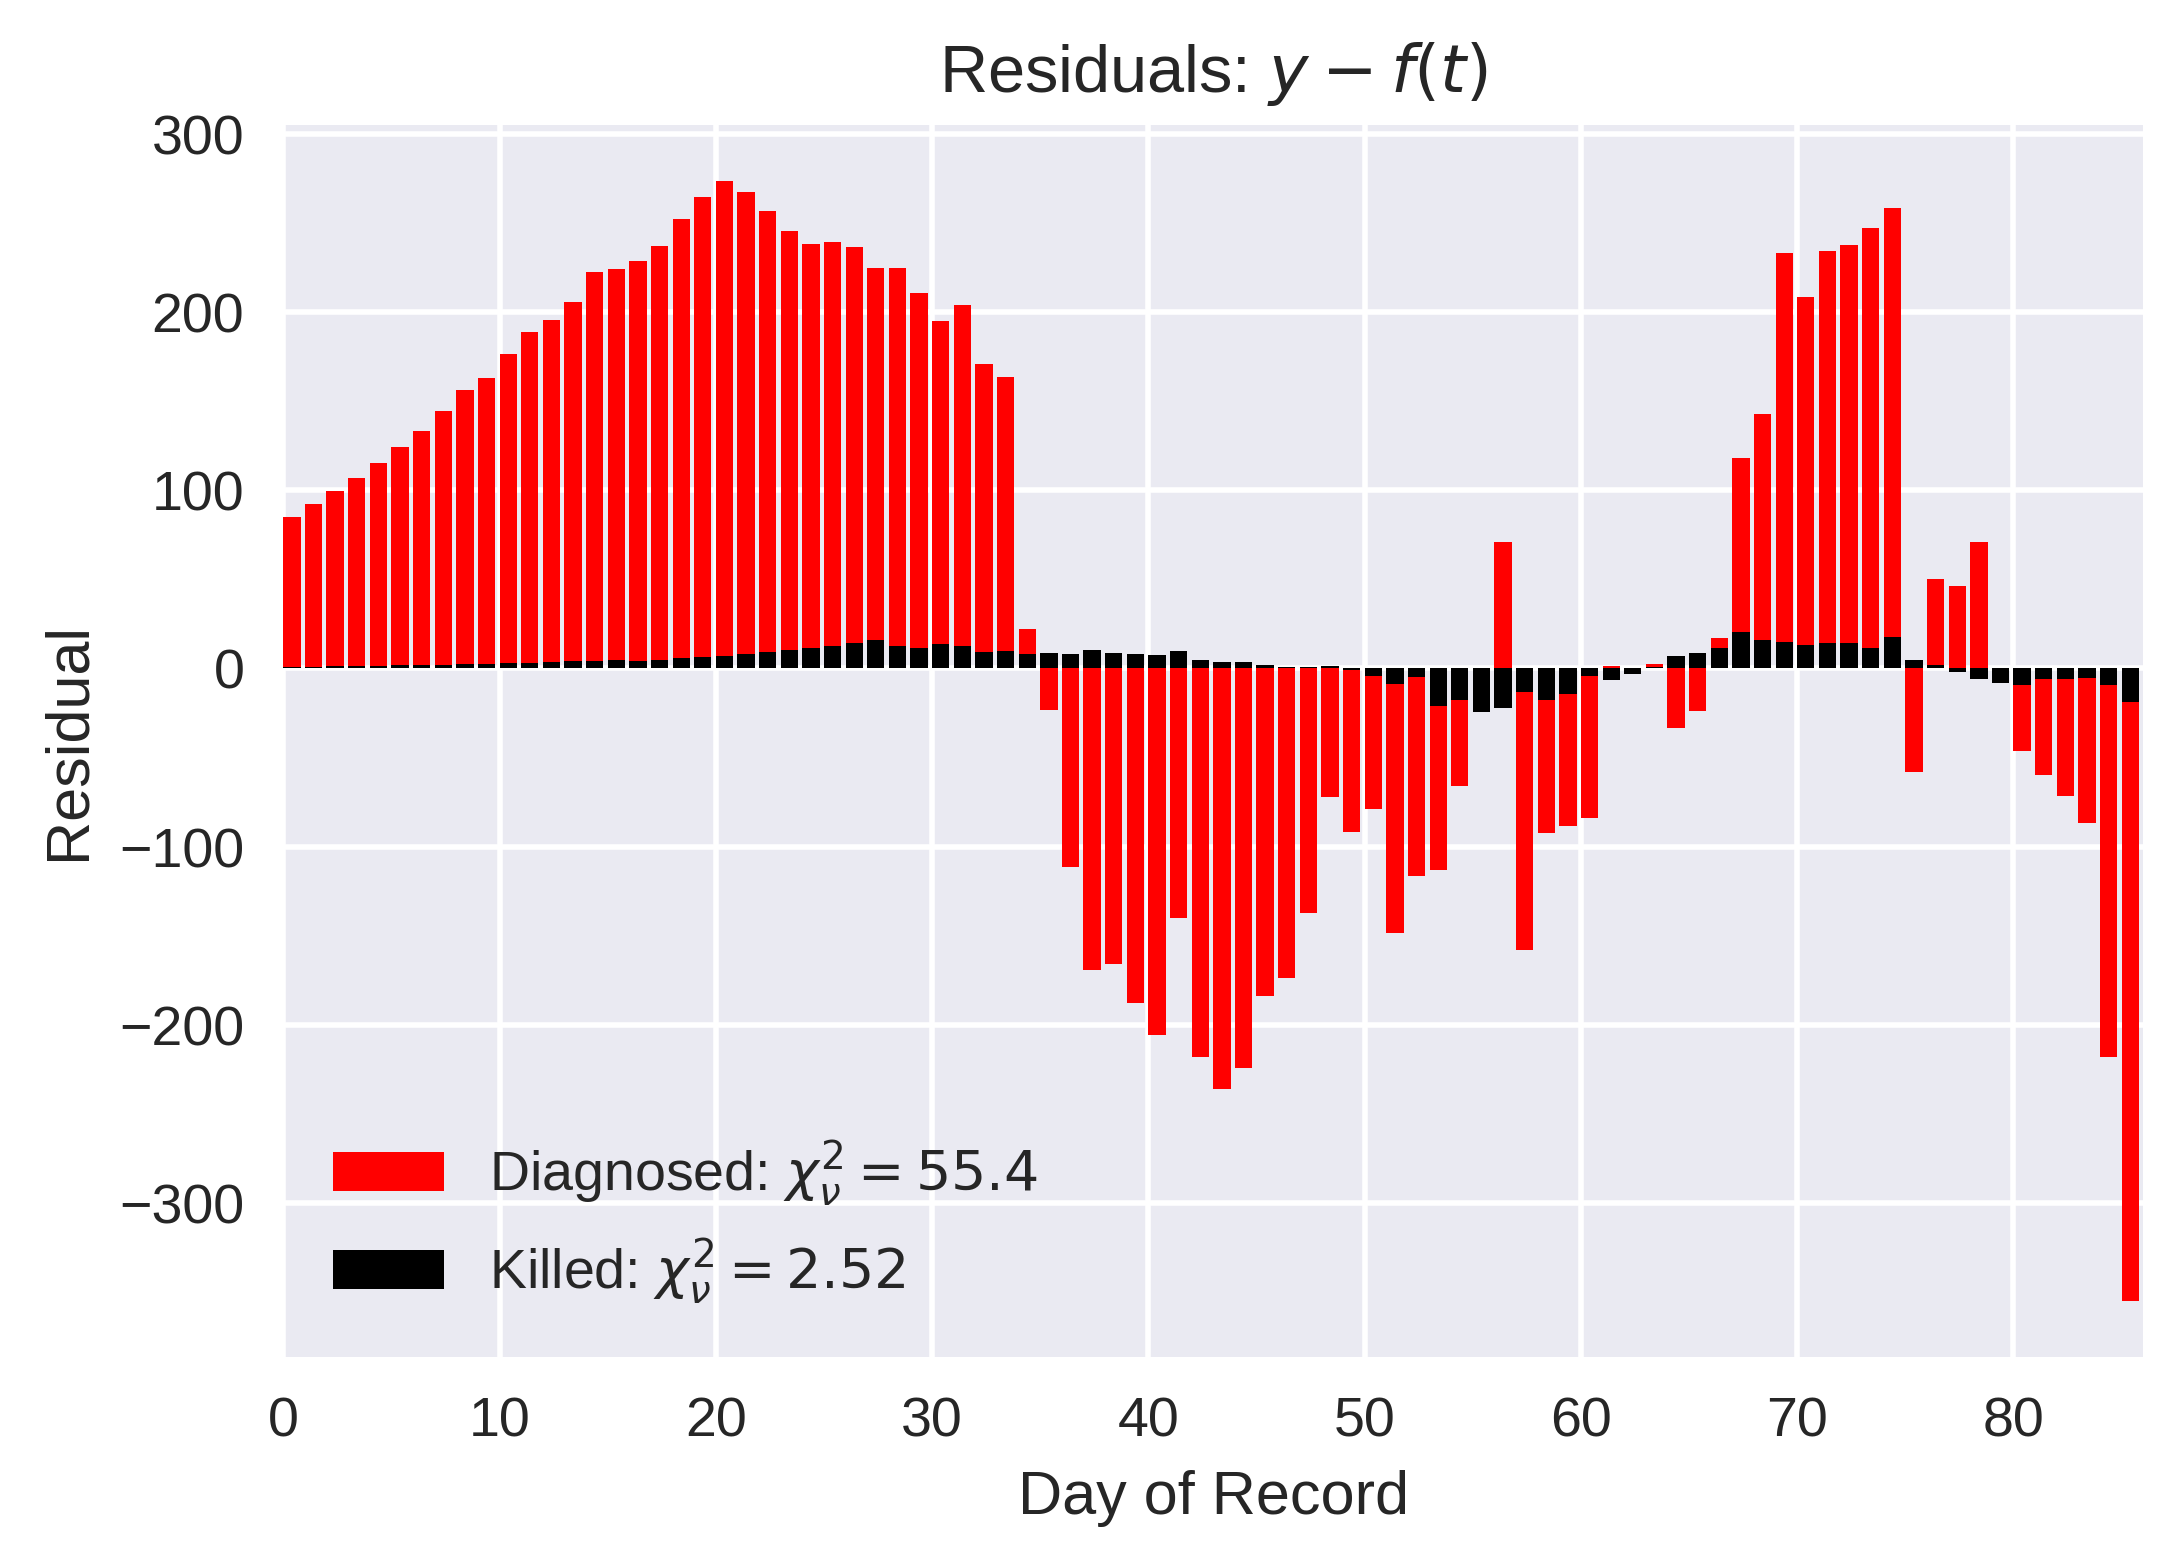 Residuals: y − f(t)
300
200
100
0
−100
−200
−300
Residual
Diagnosed: χ²ᵥ = 55.4
Killed: χ²ᵥ = 2.52
0 10 20 30 40 50 60 70 80
Day of Record